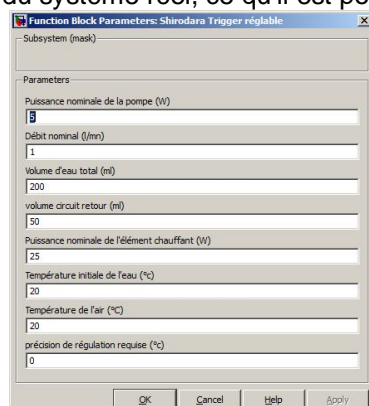 du système réel, ce qu'il est po
Function Block Parameters: Shirodara Trigger réglable
Subsystem (mask)
Parameters
Puissance nominale de la pompe (W)
5
Débit nominal (l/mn)
1
Volume d'eau total (ml)
200
volume circuit retour (ml)
50
Puissance nominale de l'élément chauffant (W)
25
Température initiale de l'eau (°c)
20
Température de l'air (°C)
20
précision de régulation requise (°c)
0
OK Cancel Help Apply